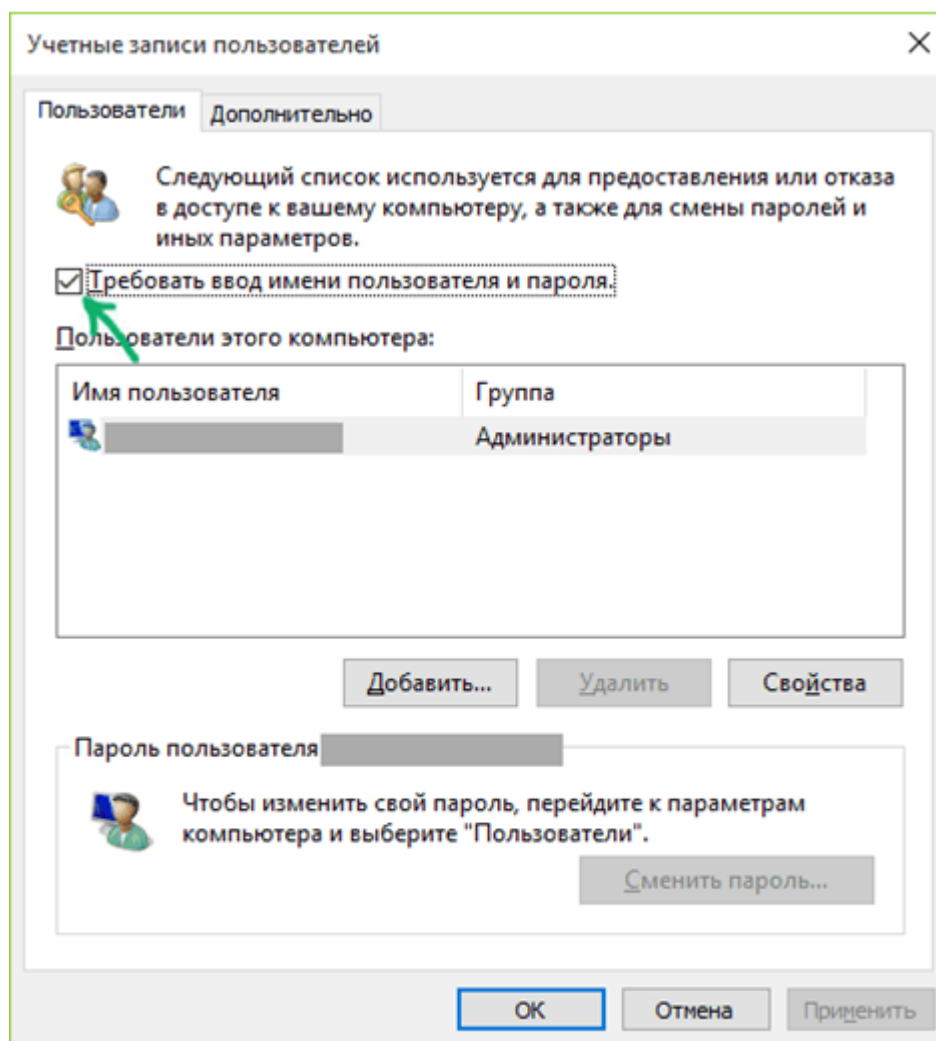 Учетные записи пользователей
Пользователи
Дополнительно
Следующий список используется для предоставления или отказа
в доступе к вашему компьютеру, а также для смены паролей и
иных параметров.
Требовать ввод имени пользователя и пароля.
Пользователи этого компьютера:
Имя пользователя Группа
Администраторы
Добавить... Удалить Свойства
Пароль пользователя
Чтобы изменить свой пароль, перейдите к параметрам
компьютера и выберите "Пользователи".
Сменить пароль...
ОК Отмена Применить